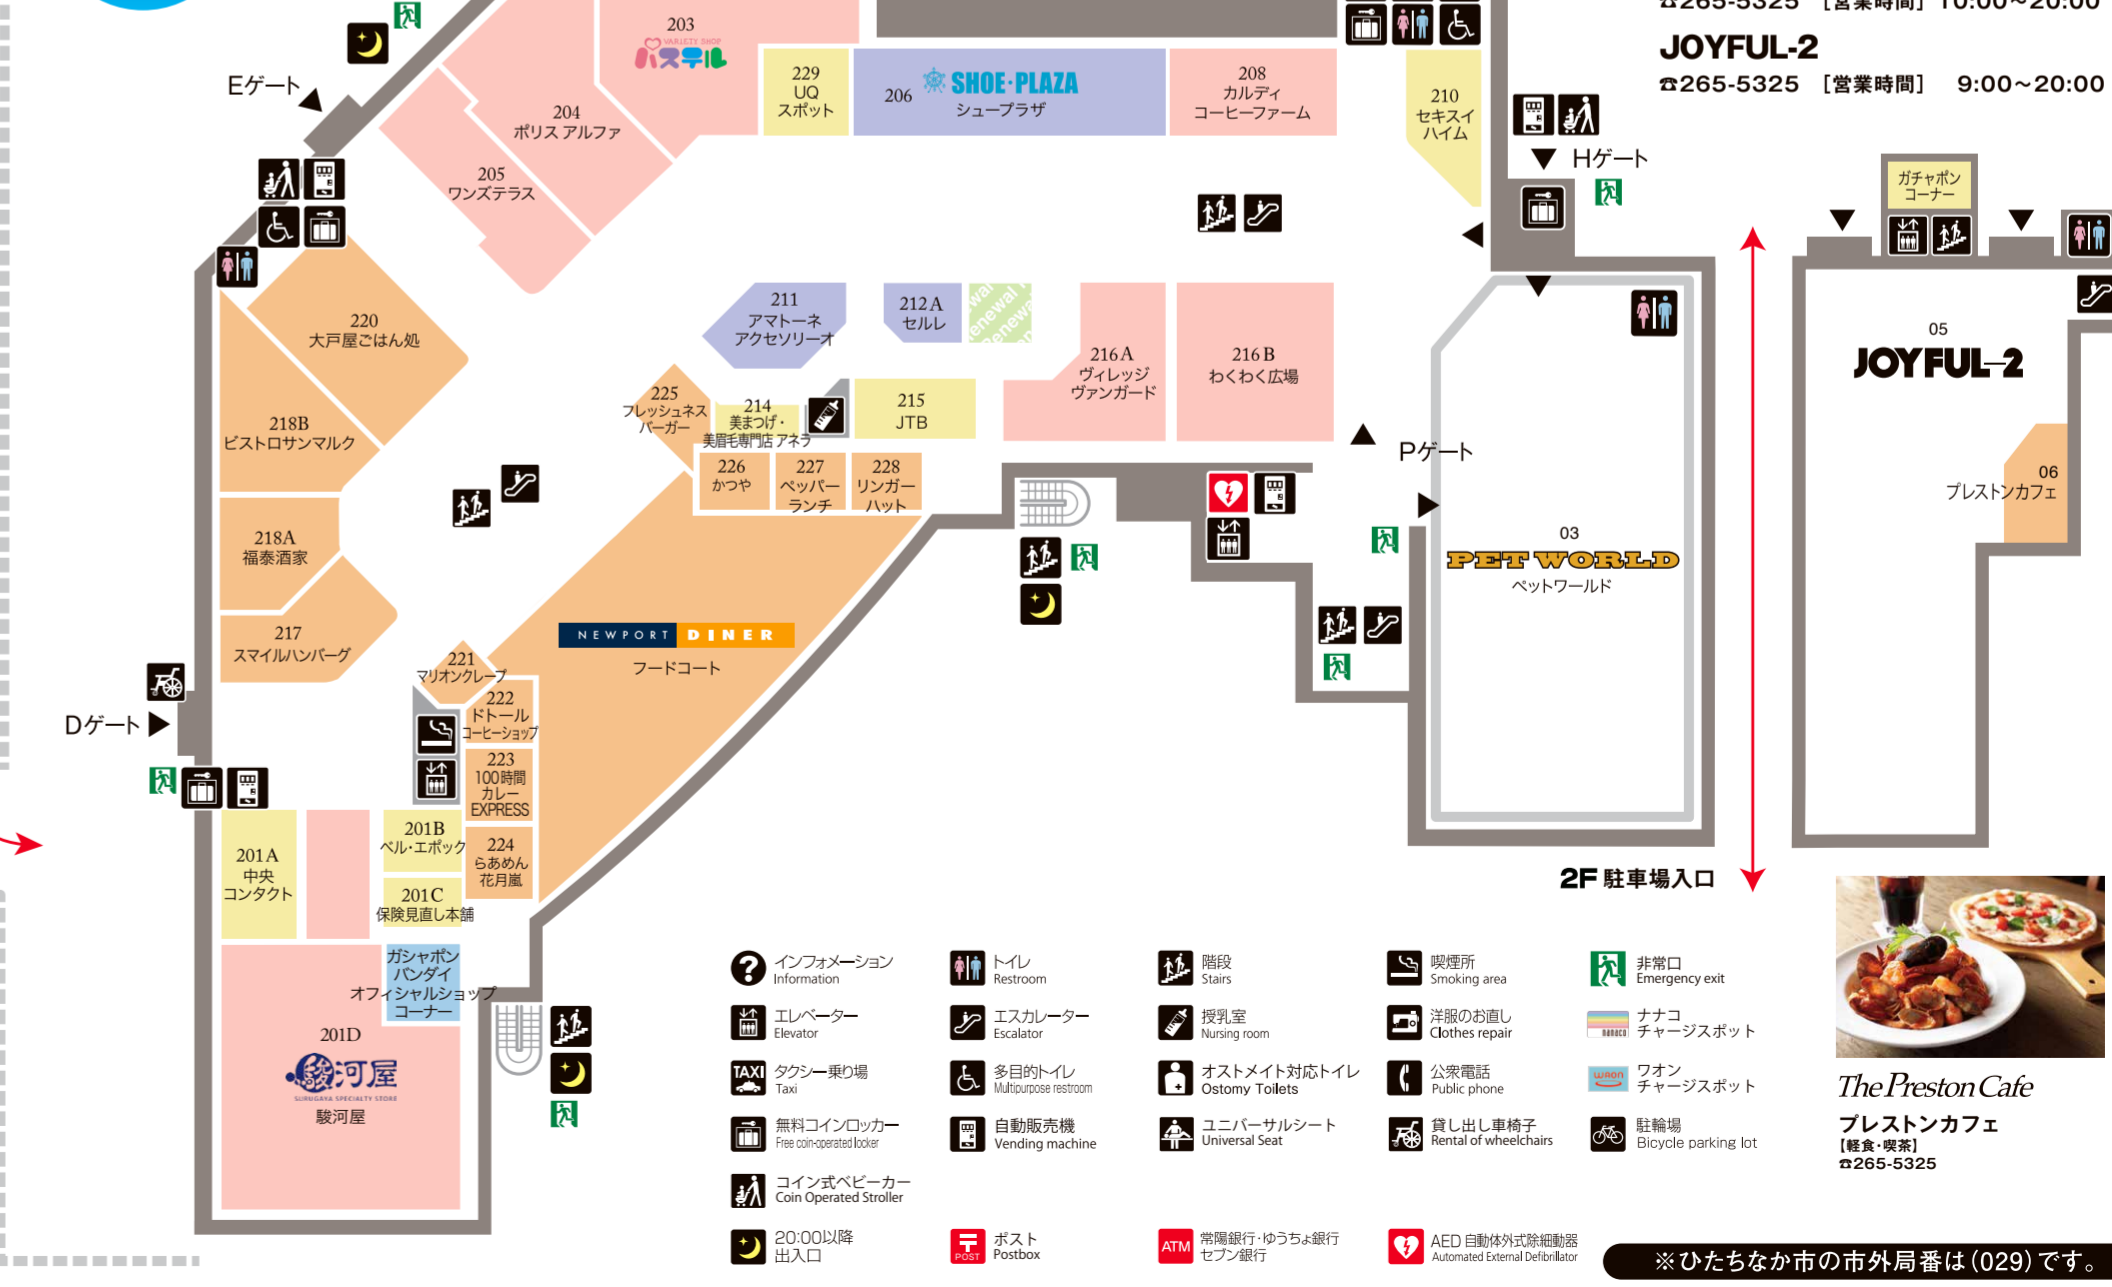 ☎265-5325 [営業時間] 10:00~20:00
JOYFUL-2
☎265-5325 [営業時間] 9:00~20:00
Eゲート
203
VARIETY SHOP
パステル
204
ポリス アルファ
205
ワンズテラス
229
UQ
スポット
206
SHOE·PLAZA
シュープラザ
208
カルディ
コーヒーファーム
210
セキスイ
ハイム
Hゲート
ガチャポン
コーナー
220
大戸屋ごはん処
211
アマトーネ
アクセソリーオ
212 A
セルレ
Renewal
216 A
ヴィレッジ
ヴァンガード
216 B
わくわく広場
05
JOYFUL-2
218B
ビストロサンマルク
225
フレッシュネス
バーガー
214
美まつげ・
美眉毛専門店 アネラ
215
JTB
Pゲート
226
かつや
227
ペッパー
ランチ
228
リンガー
ハット
06
プレストンカフェ
218A
福泰酒家
03
PET WORLD
ペットワールド
217
スマイルハンバーグ
NEWPORT DINER
フードコート
221
マリオンクレープ
222
ドトール
コーヒーショップ
Dゲート
223
100時間
カレー
EXPRESS
201 A
中央
コンタクト
201B
ベル・エポック
224
らあめん
花月嵐
201C
保険見直し本舗
2F 駐車場入口
ガシャポン
バンダイ
オフィシャルショップ
コーナー
201D
駿河屋
SURUGAYA SPECIALTY STORE
駿河屋
インフォメーション
Information
トイレ
Restroom
階段
Stairs
喫煙所
Smoking area
非常口
Emergency exit
エレベーター
Elevator
エスカレーター
Escalator
授乳室
Nursing room
洋服のお直し
Clothes repair
nanaco
ナナコ
チャージスポット
TAXI
タクシー乗り場
Taxi
多目的トイレ
Multipurpose restroom
オストメイト対応トイレ
Ostomy Toilets
公衆電話
Public phone
WAON
ワオン
チャージスポット
無料コインロッカー
Free coin-operated locker
自動販売機
Vending machine
ユニバーサルシート
Universal Seat
貸し出し車椅子
Rental of wheelchairs
駐輪場
Bicycle parking lot
コイン式ベビーカー
Coin Operated Stroller
20:00以降
出入口
POST
ポスト
Postbox
ATM
常陽銀行・ゆうちょ銀行
セブン銀行
AED 自動体外式除細動器
Automated External Defibrillator
The Preston Cafe
プレストンカフェ
【軽食・喫茶】
☎265-5325
※ひたちなか市の市外局番は(029)です。